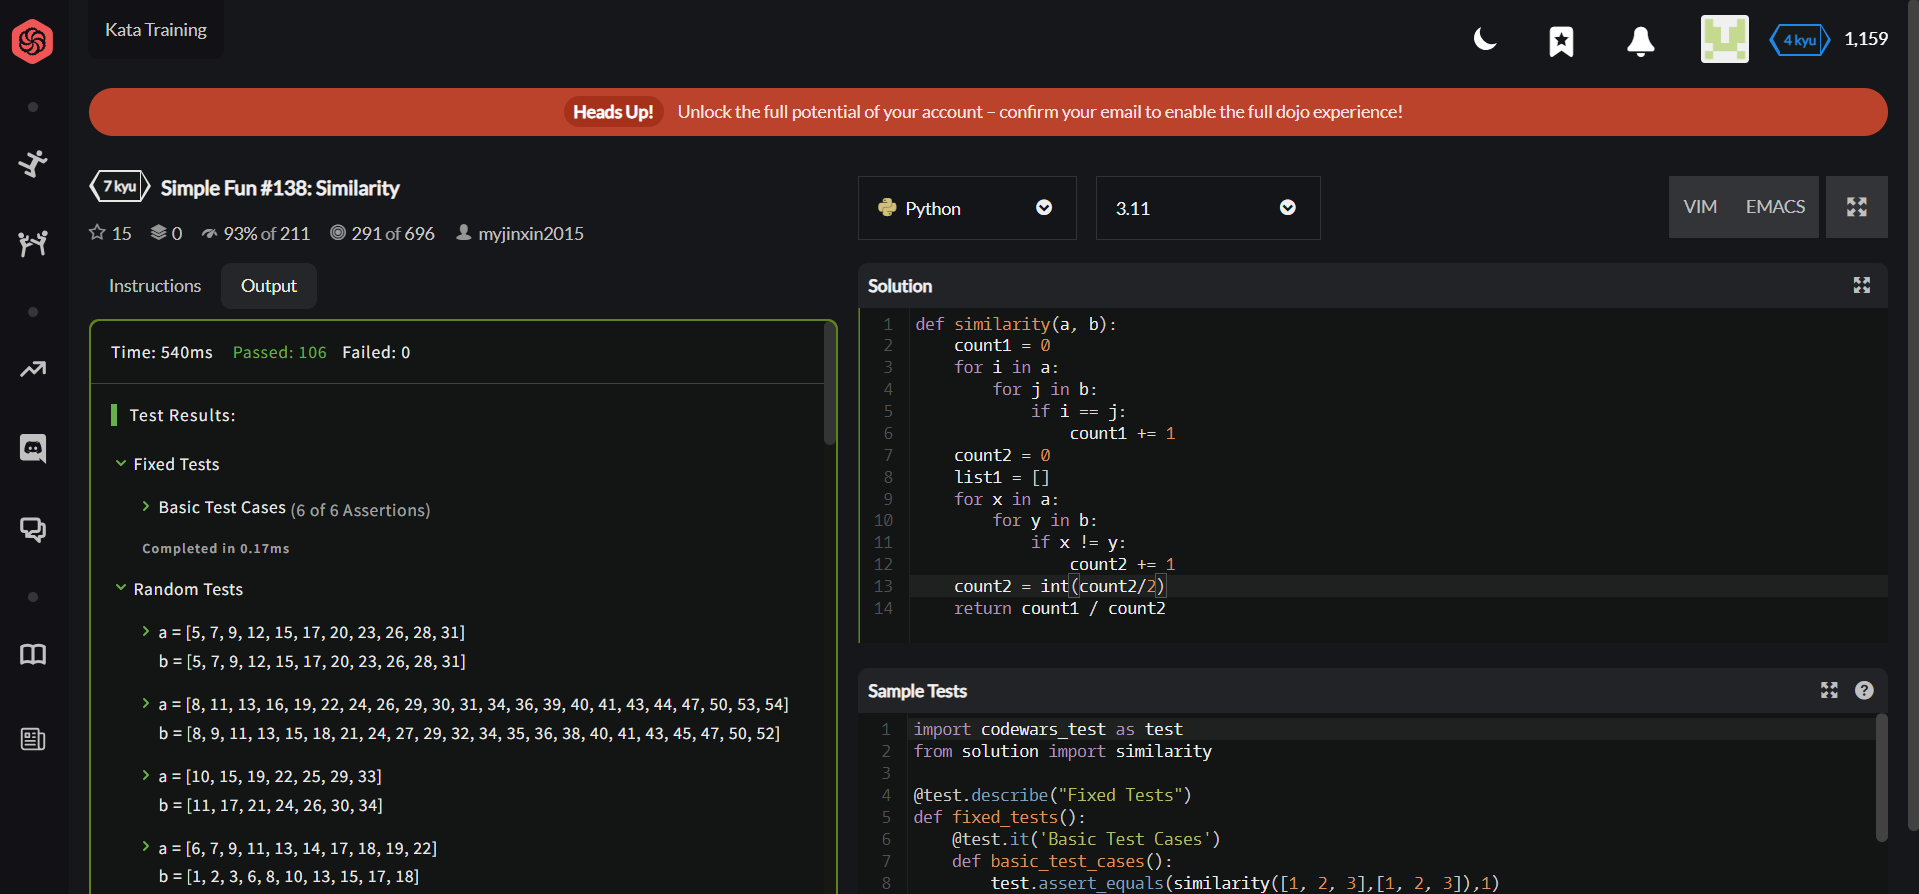 Kata Training
4 kyu
1,159
Heads Up! Unlock the full potential of your account – confirm your email to enable the full dojo experience!
7 kyu
Simple Fun #138: Similarity
15 0 93% of 211 291 of 696 myjinxin2015
Python
3.11
VIM EMACS
Instructions
Output
Time: 540ms Passed: 106 Failed: 0
Test Results:
Fixed Tests
Basic Test Cases (6 of 6 Assertions)
Completed in 0.17ms
Random Tests
a = [5, 7, 9, 12, 15, 17, 20, 23, 26, 28, 31]
b = [5, 7, 9, 12, 15, 17, 20, 23, 26, 28, 31]
a = [8, 11, 13, 16, 19, 22, 24, 26, 29, 30, 31, 34, 36, 39, 40, 41, 43, 44, 47, 50, 53, 54]
b = [8, 9, 11, 13, 15, 18, 21, 24, 27, 29, 32, 34, 35, 36, 38, 40, 41, 43, 45, 47, 50, 52]
a = [10, 15, 19, 22, 25, 29, 33]
b = [11, 17, 21, 24, 26, 30, 34]
a = [6, 7, 9, 11, 13, 14, 17, 18, 19, 22]
b = [1, 2, 3, 6, 8, 10, 13, 15, 17, 18]
Solution
1 def similarity(a, b):
2 count1 = 0
3 for i in a:
4 for j in b:
5 if i == j:
6 count1 += 1
7 count2 = 0
8 list1 = []
9 for x in a:
10 for y in b:
11 if x != y:
12 count2 += 1
13 count2 = int(count2/2)
14 return count1 / count2
Sample Tests
?
1 import codewars_test as test
2 from solution import similarity
3
4 @test.describe("Fixed Tests")
5 def fixed_tests():
6 @test.it('Basic Test Cases')
7 def basic_test_cases():
8 test.assert_equals(similarity([1, 2, 3],[1, 2, 3]),1)